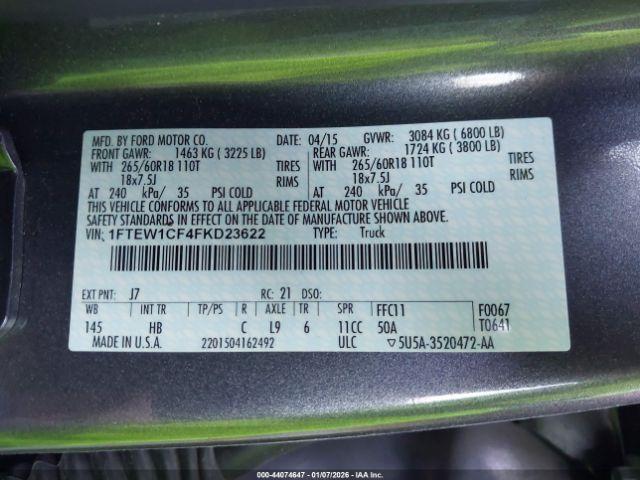 MFD. BY FORD MOTOR CO. DATE: 04/15 GVWR: 3084 KG ( 6800 LB)
FRONT GAWR: 1463 KG ( 3225 LB) REAR GAWR: 1724 KG ( 3800 LB)
WITH 265/60R18 110T TIRES WITH 265/60R18 110T TIRES
18x7.5J RIMS 18x7.5J RIMS
AT 240 kPa/ 35 PSI COLD AT 240 kPa/ 35 PSI COLD
THIS VEHICLE CONFORMS TO ALL APPLICABLE FEDERAL MOTOR VEHICLE
SAFETY STANDARDS IN EFFECT ON THE DATE OF MANUFACTURE SHOWN ABOVE.
VIN: 1FTEW1CF4FKD23622 TYPE: Truck
EXT PNT: J7 RC: 21 DSO:
WB INT TR TP/PS R AXLE TR SPR FFC11 F0067
145 HB C L9 6 11CC 50A T0641
MADE IN U.S.A. 2201504162492 ULC ▽5U5A-3520472-AA
000-44074647 - 01/07/2026 - IAA Inc.